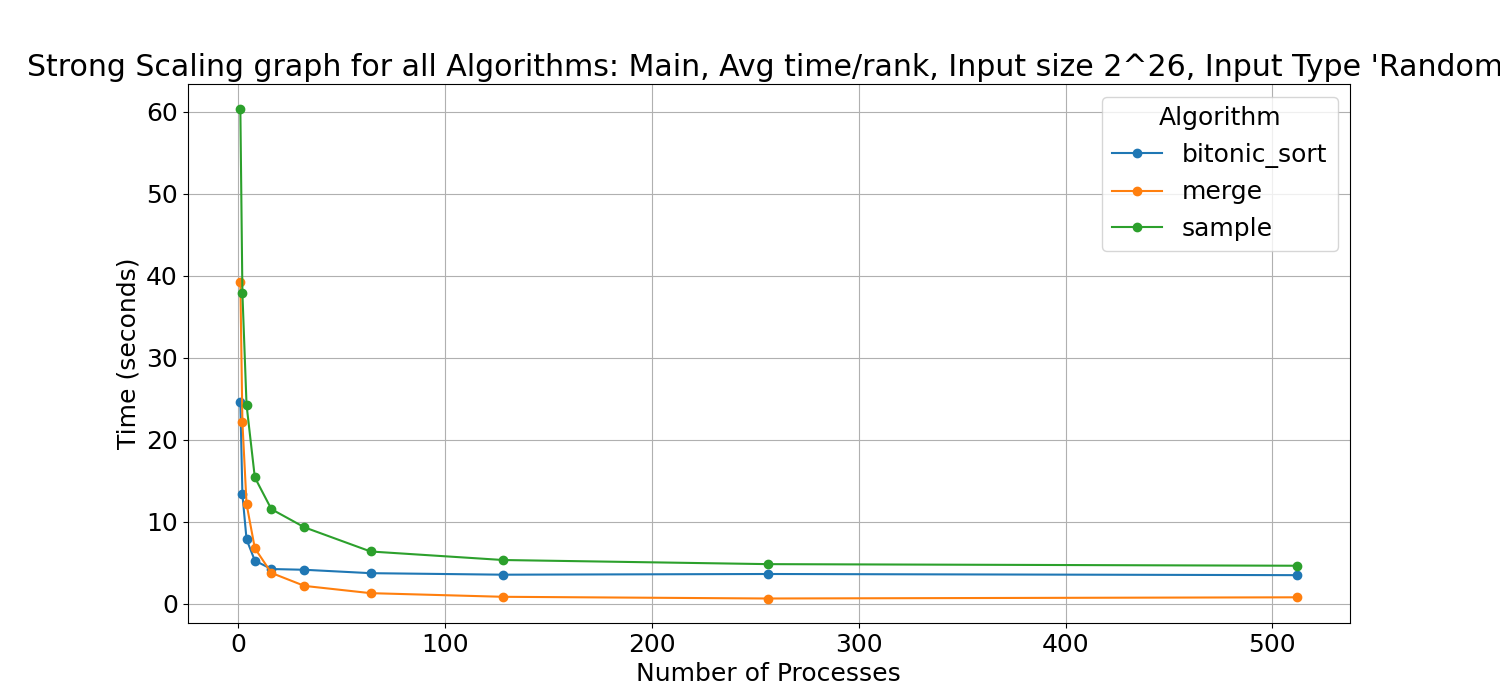 Strong Scaling graph for all Algorithms: Main, Avg time/rank, Input size 2^26, Input Type 'Random
Algorithm
bitonic_sort
merge
sample
Time (seconds)
60
50
40
30
20
10
0
0 100 200 300 400 500
Number of Processes